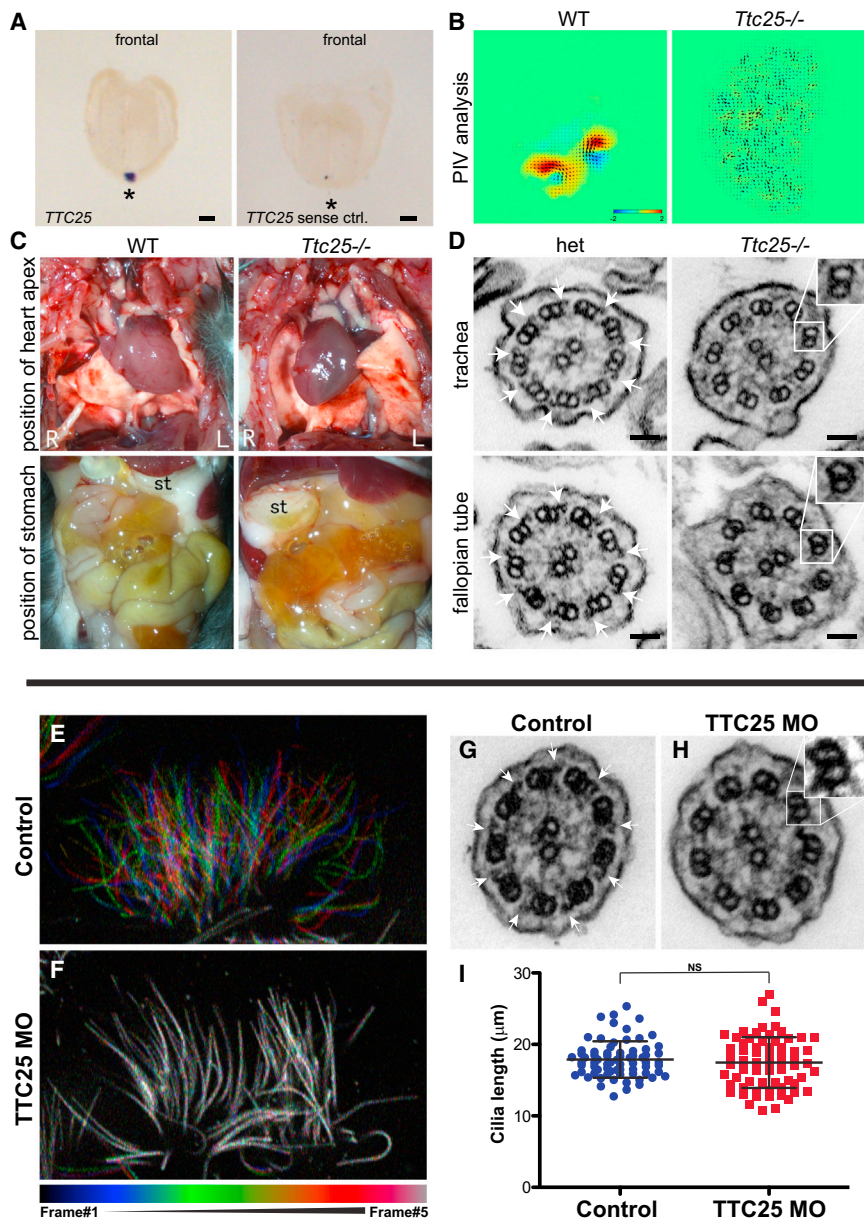 A
frontal
frontal
*
*
TTC25
TTC25 sense ctrl.
B
WT
Ttc25-/-
PIV analysis
-2
2
C
WT
Ttc25-/-
position of heart apex
R
L
R
L
position of stomach
st
st
D
het
Ttc25-/-
trachea
fallopian tube
E
Control
F
TTC25 MO
Frame#1
Frame#5
Control
TTC25 MO
G
H
I
NS
Cilia length (μm)
30
20
10
0
Control
TTC25 MO